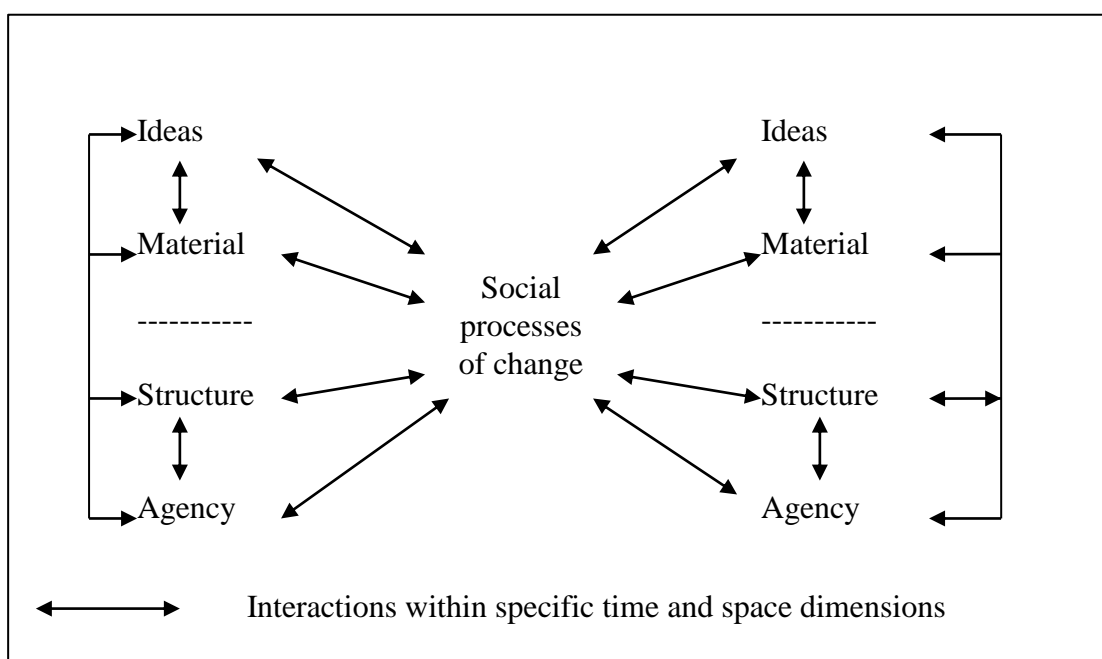 Ideas
Ideas
Material
Material
Social
processes
of change
-----------
-----------
Structure
Structure
Agency
Agency
Interactions within specific time and space dimensions